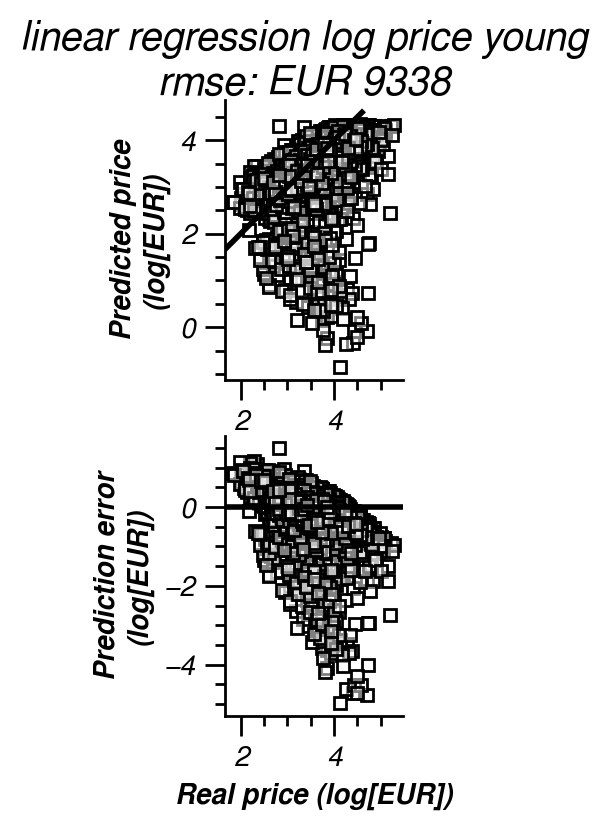 linear regression log price young
rmse: EUR 9338
Predicted price
(log[EUR])
4
2
0
2
4
Prediction error
(log[EUR])
0
−2
−4
2
4
Real price (log[EUR])